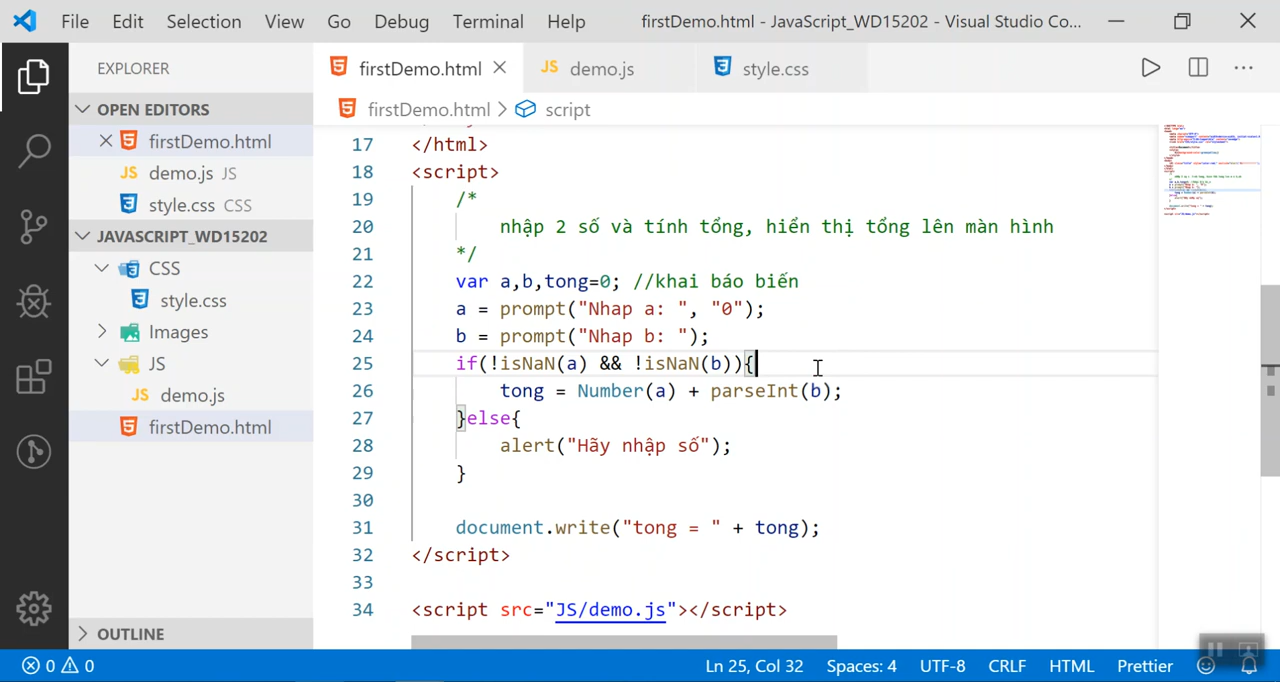 File Edit Selection View Go Debug Terminal Help firstDemo.html - JavaScript_WD15202 - Visual Studio Co...
EXPLORER
OPEN EDITORS
firstDemo.html
demo.js JS
style.css CSS
JAVASCRIPT_WD15202
CSS
style.css
Images
JS
JS demo.js
firstDemo.html
OUTLINE
firstDemo.html JS demo.js style.css
firstDemo.html > script
17 </html>
18 <script>
19 /*
20 nhập 2 số và tính tổng, hiển thị tổng lên màn hình
21 */
22 var a,b,tong=0; //khai báo biến
23 a = prompt("Nhap a: ", "0");
24 b = prompt("Nhap b: ");
25 if(!isNaN(a) && !isNaN(b)){
26 tong = Number(a) + parseInt(b);
27 }else{
28 alert("Hãy nhập số");
29 }
30
31 document.write("tong = " + tong);
32 </script>
33
34 <script src="JS/demo.js"></script>
0 0 Ln 25, Col 32 Spaces: 4 UTF-8 CRLF HTML Prettier